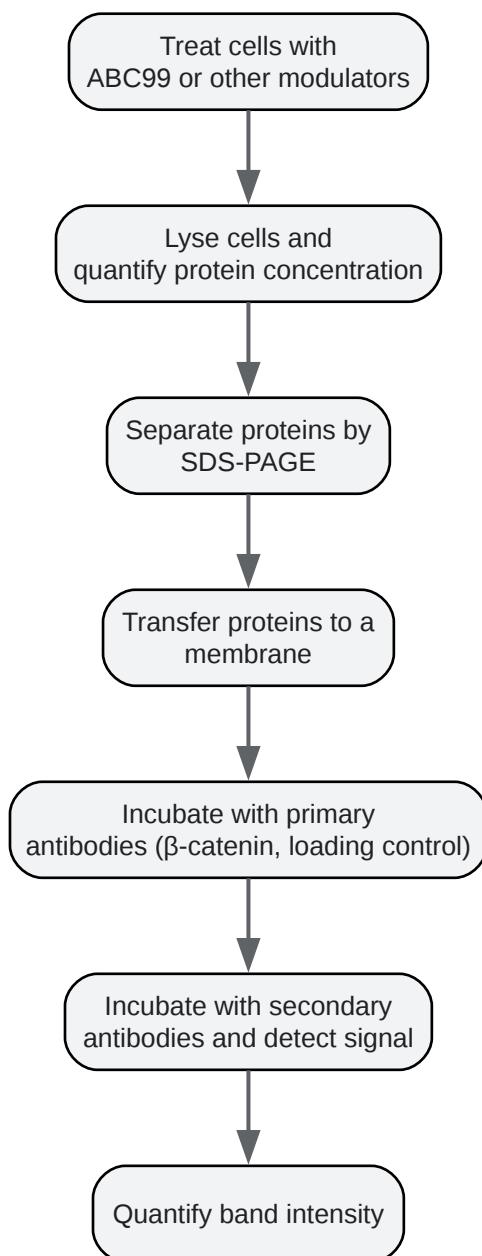 Treat cells with
ABC99 or other modulators
Lyse cells and
quantify protein concentration
Separate proteins by
SDS-PAGE
Transfer proteins to a
membrane
Incubate with primary
antibodies (β-catenin, loading control)
Incubate with secondary
antibodies and detect signal
Quantify band intensity